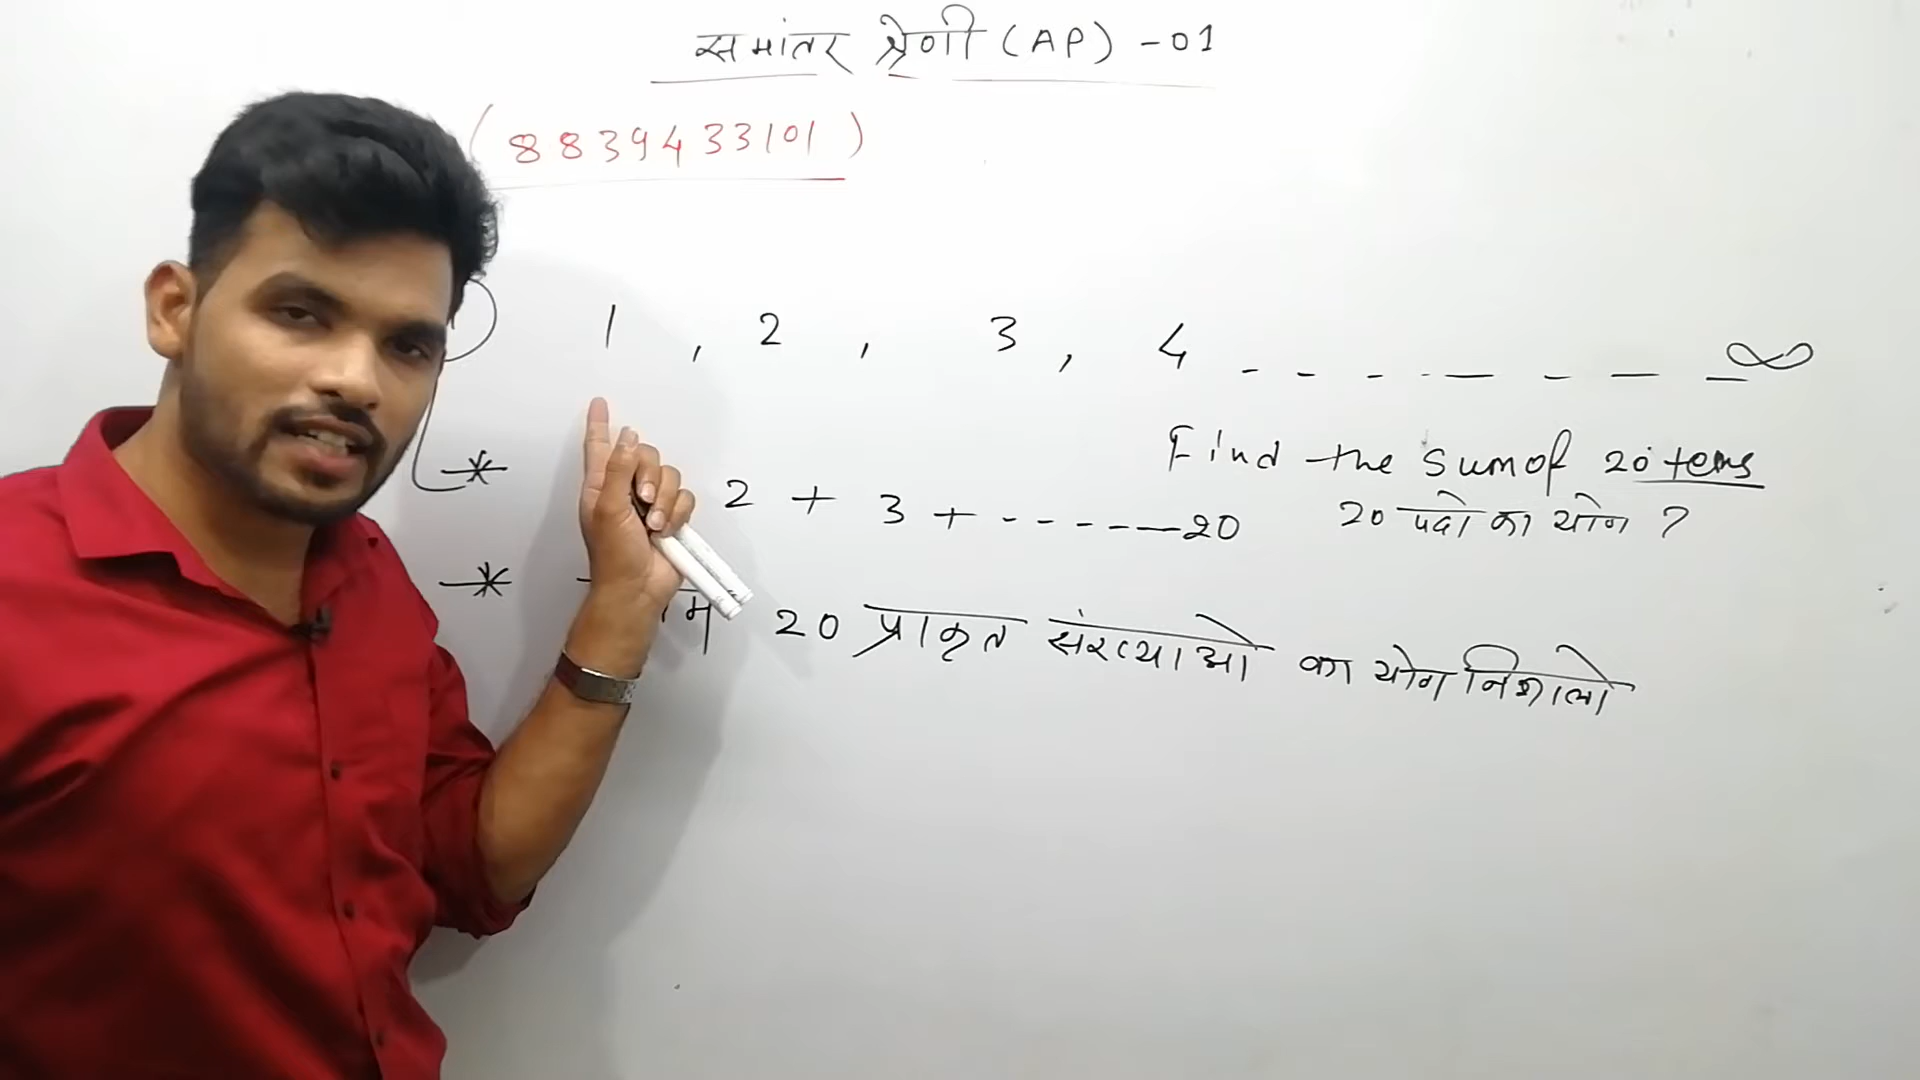 समांतर श्रेणी (AP) -01
(8839433101)
1 , 2 , 3 , 4 - - - - - - - - ∞
Find the Sum of 20 tems
2 + 3 + - - - - - - 20
20 पदो का योग ?
20 प्राकृत संख्याओ का योग निकालो